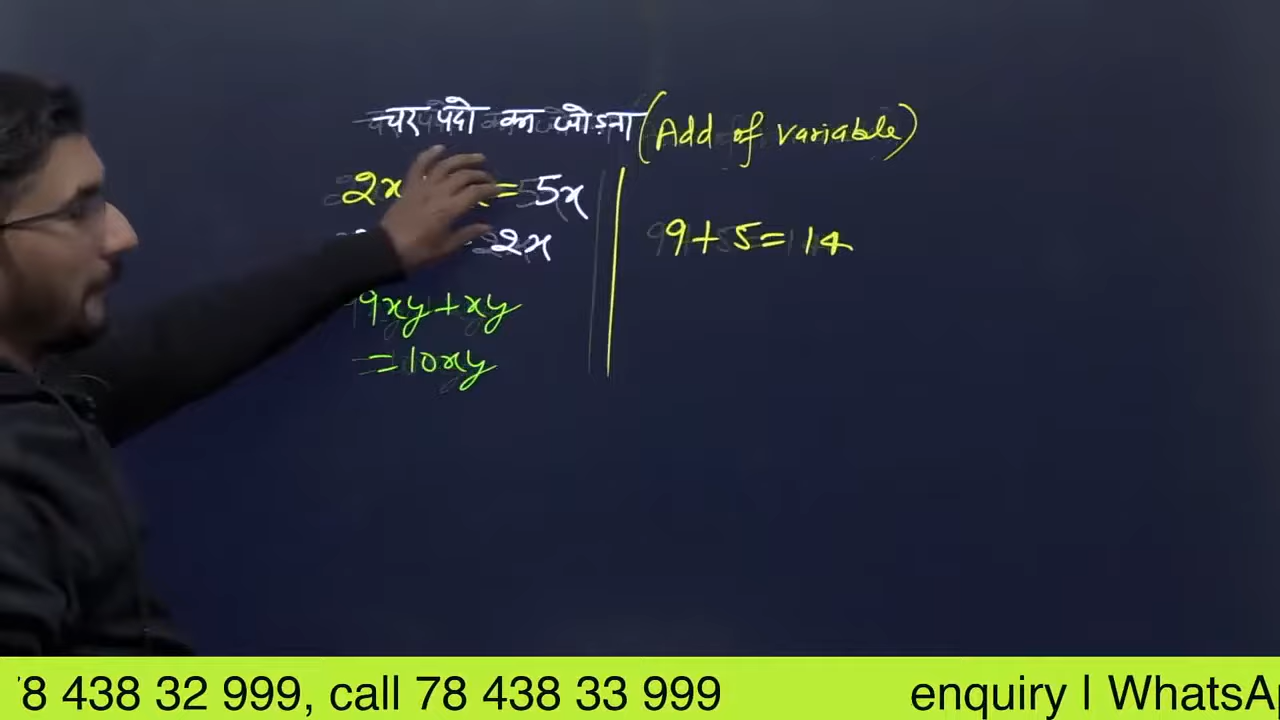 चर पदो का जोड़ना (Add of variable)
2x = 5x
2x
9xy+xy
=10xy
9+5=14
78 438 32 999, call 78 438 33 999 enquiry | WhatsAp